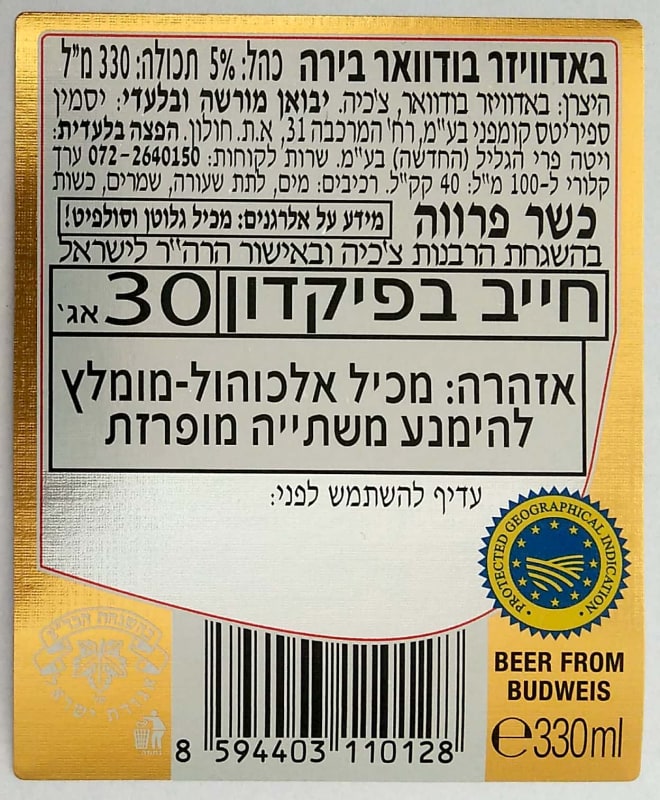 באדוויזר בודוואר בירה כהל: 5% תכולה: 330 מ"ל
היצרן: באדוויזר בודוואר, צ'כיה. יבואן מורשה ובלעדי: יסמין
ספיריטס קומפני בע"מ, רח' המרכבה 31, א.ת. חולון. הפצה בלעדית:
ויטה פרי הגליל (החדשה) בע"מ. שרות לקוחות: 072-2640150 ערך
קלורי ל-100 מ"ל: 40 קק"ל. רכיבים: מים, לתת שעורה, שמרים, כשות
כשר פרווה מידע על אלרגנים: מכיל גלוטן וסולפיט!
בהשגחת הרבנות צ'כיה ובאישור הרה"ר לישראל
חייב בפיקדון 30 אג'
אזהרה: מכיל אלכוהול-מומלץ
להימנע משתייה מופרזת
עדיף להשתמש לפני:
PROTECTED GEOGRAPHICAL INDICATION
BEER FROM
BUDWEIS
℮330ml
8 594403 110128